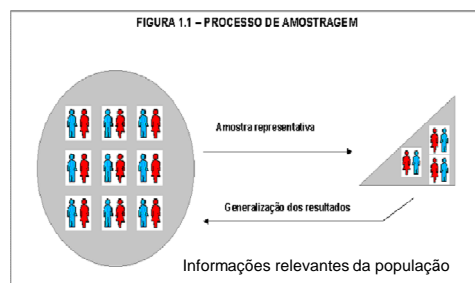 FIGURA 1.1 – PROCESSO DE AMOSTRAGEM
Amostra representativa
Generalização dos resultados
Informações relevantes da população